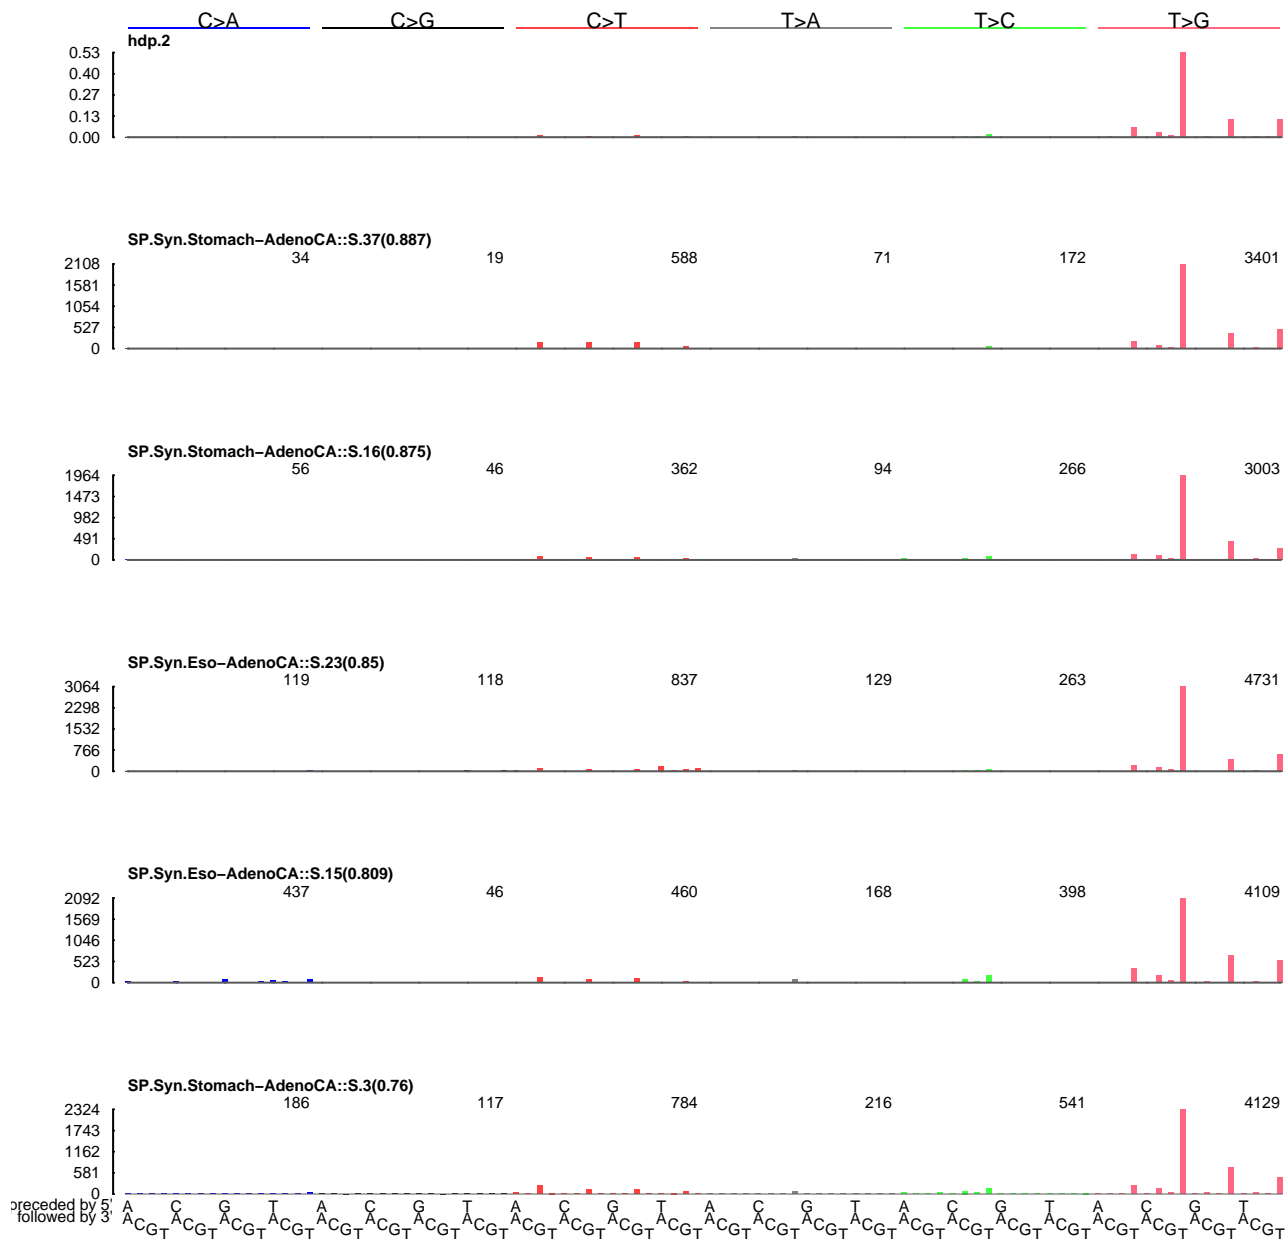 C>A C>G C>T T>A T>C T>G
hdp.2
0.53
0.40
0.27
0.13
0.00
SP.Syn.Stomach−AdenoCA::S.37(0.887)
34 19 588 71 172 3401
2108
1581
1054
527
0
SP.Syn.Stomach−AdenoCA::S.16(0.875)
56 46 362 94 266 3003
1964
1473
982
491
0
SP.Syn.Eso−AdenoCA::S.23(0.85)
119 118 837 129 263 4731
3064
2298
1532
766
0
SP.Syn.Eso−AdenoCA::S.15(0.809)
437 46 460 168 398 4109
2092
1569
1046
523
0
SP.Syn.Stomach−AdenoCA::S.3(0.76)
186 117 784 216 541 4129
2324
1743
1162
581
0
preceded by 5' A C G T A C G T A C G T A C G T A C G T A C G T
followed by 3' A C G T A C G T A C G T A C G T A C G T A C G T A C G T A C G T A C G T A C G T A C G T A C G T A C G T A C G T A C G T A C G T A C G T A C G T A C G T A C G T A C G T A C G T A C G T A C G T